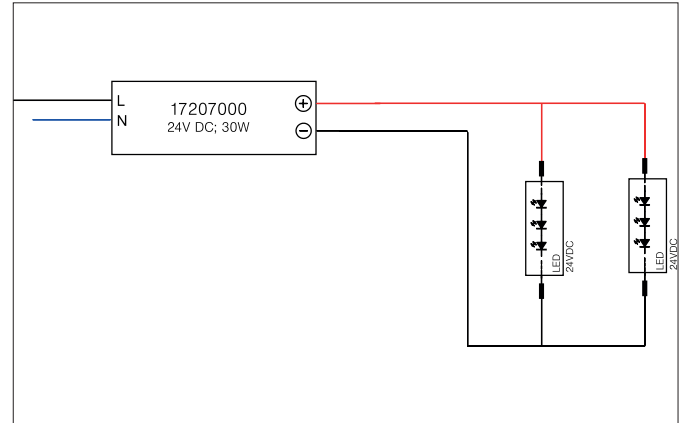 L
N
17207000
24V DC; 30W
+
−
LED
24VDC
LED
24VDC